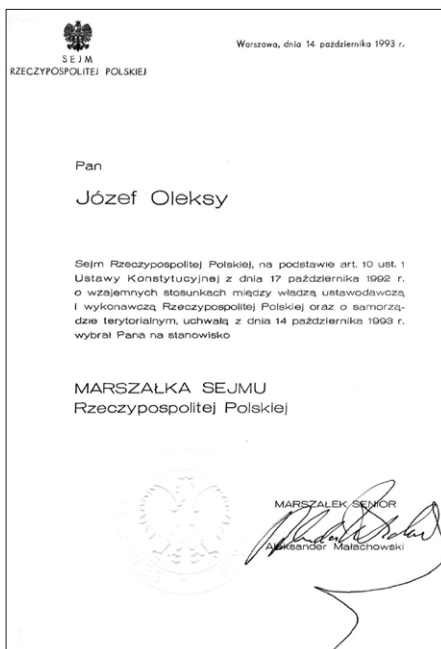 SEJM
RZECZYPOSPOLITEJ POLSKIEJ
Warszawa, dnia 14 października 1993 r.
Pan
Józef Oleksy
Sejm Rzeczypospolitej Polskiej, na podstawie art. 10 ust. 1
Ustawy Konstytucyjnej z dnia 17 października 1992 r.
o wzajemnych stosunkach między władzą ustawodawczą
i wykonawczą Rzeczypospolitej Polskiej oraz o samorzą-
dzie terytorialnym, uchwałą z dnia 14 października 1993 r.
wybrał Pana na stanowisko
MARSZAŁKA SEJMU
Rzeczypospolitej Polskiej
MARSZAŁEK SENIOR
Aleksander Małachowski